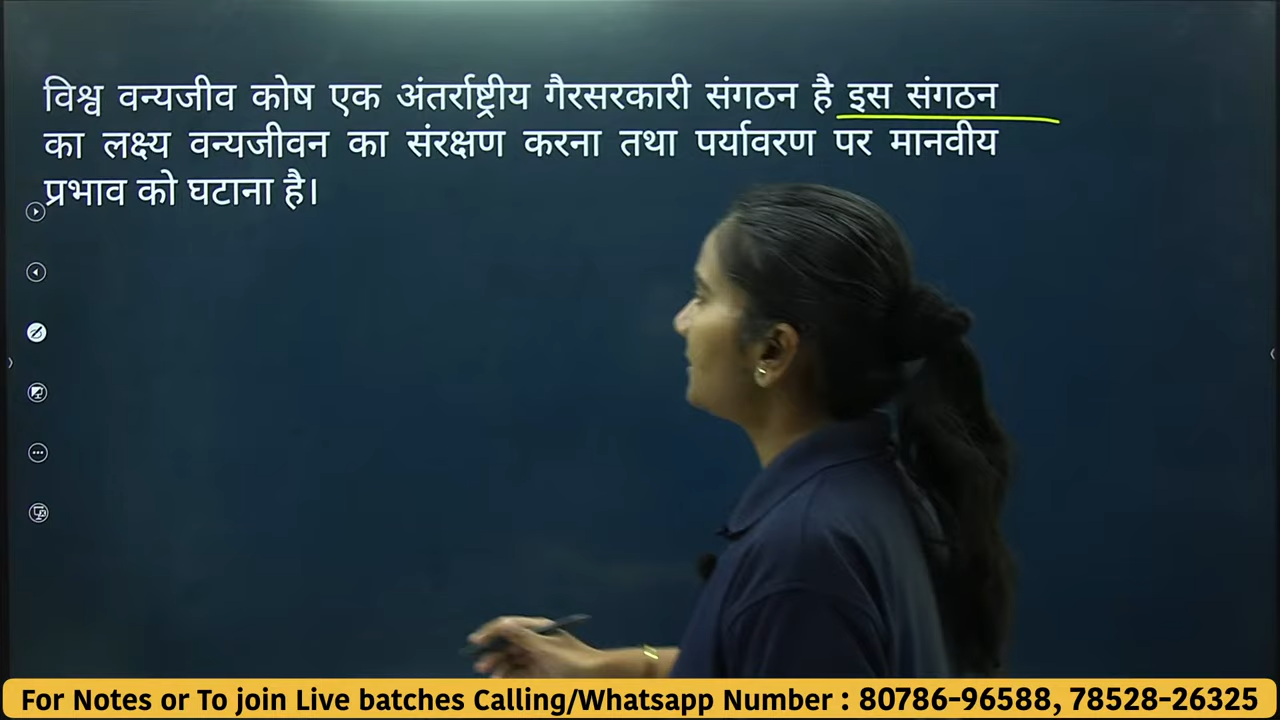 विश्व वन्यजीव कोष एक अंतर्राष्ट्रीय गैरसरकारी संगठन है इस संगठन
का लक्ष्य वन्यजीवन का संरक्षण करना तथा पर्यावरण पर मानवीय
प्रभाव को घटाना है।
For Notes or To join Live batches Calling/Whatsapp Number : 80786-96588, 78528-26325